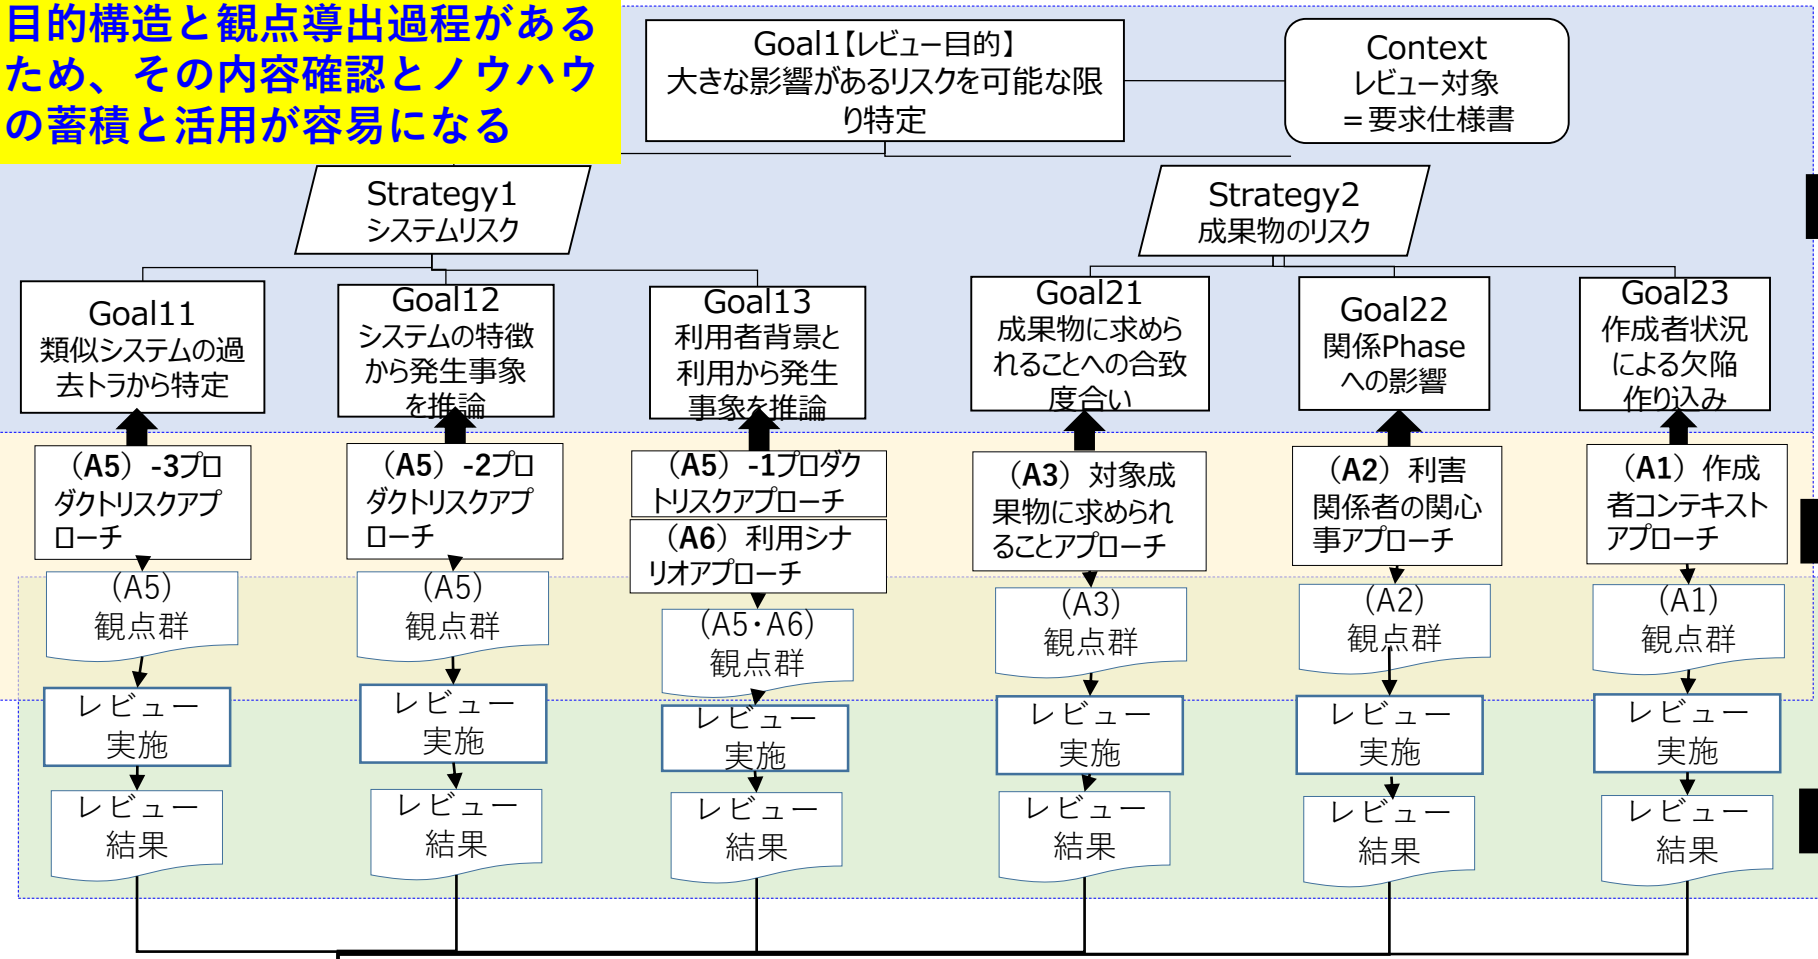 目的構造と観点導出過程がある
ため、その内容確認とノウハウ
の蓄積と活用が容易になる
Goal1【レビュー目的】
大きな影響があるリスクを可能な限
り特定
Context
レビュー対象
＝要求仕様書
Strategy1
システムリスク
Strategy2
成果物のリスク
Goal11
類似システムの過
去トラから特定
Goal12
システムの特徴
から発生事象
を推論
Goal13
利用者背景と
利用から発生
事象を推論
Goal21
成果物に求めら
れることへの合致
度合い
Goal22
関係Phase
への影響
Goal23
作成者状況
による欠陥
作り込み
（A5）-3プロ
ダクトリスクアプ
ローチ
（A5）-2プロ
ダクトリスクアプ
ローチ
（A5）-1プロダク
トリスクアプローチ
（A6）利用シナ
リオアプローチ
（A3）対象成
果物に求められ
ることアプローチ
（A2）利害
関係者の関心
事アプローチ
（A1）作成
者コンテキスト
アプローチ
(A5)
観点群
(A5)
観点群
(A5・A6)
観点群
(A3)
観点群
(A2)
観点群
(A1)
観点群
レビュー
実施
レビュー
実施
レビュー
実施
レビュー
実施
レビュー
実施
レビュー
実施
レビュー
結果
レビュー
結果
レビュー
結果
レビュー
結果
レビュー
結果
レビュー
結果